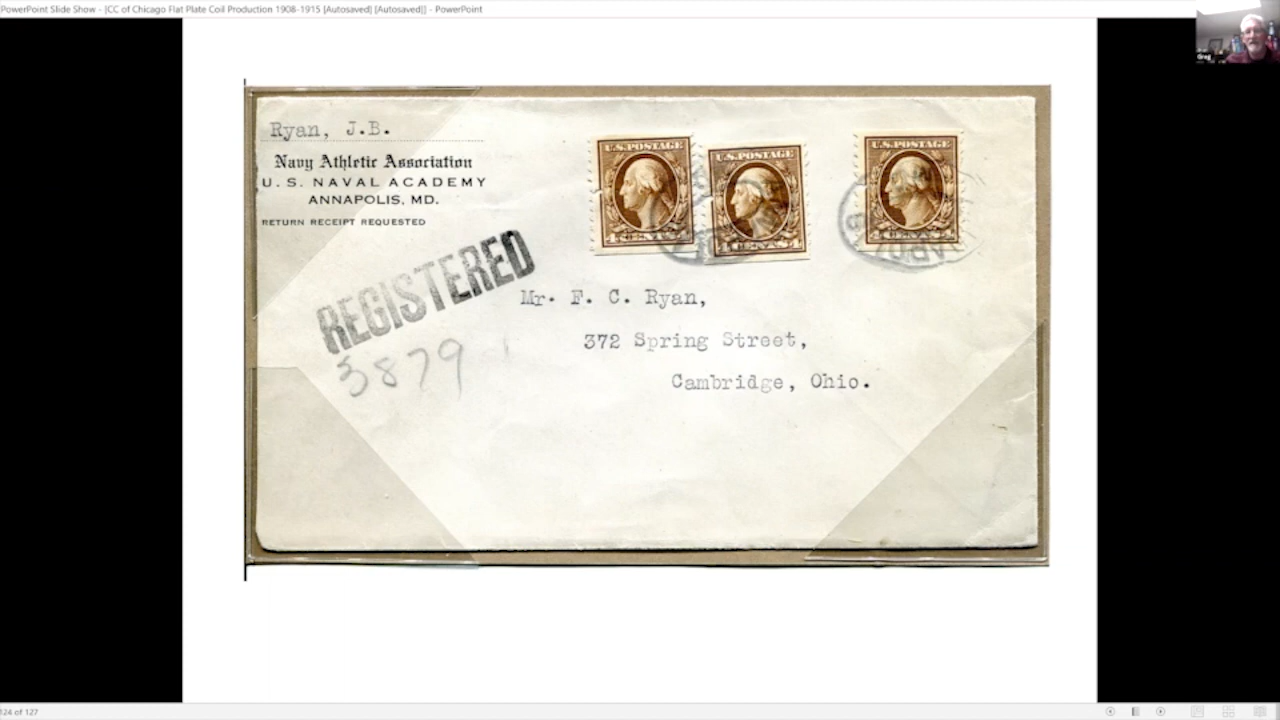 PowerPoint Slide Show - [CC of Chicago Flat Plate Coil Production 1908-1915 [Autosaved] [Autosaved]] - PowerPoint
Greg
Ryan, J.B.
Navy Athletic Association
U. S. NAVAL ACADEMY
ANNAPOLIS, MD.
RETURN RECEIPT REQUESTED
U.S.POSTAGE
U.S.POSTAGE
U.S.POSTAGE
REGISTERED
3879
Mr. F. C. Ryan,
372 Spring Street,
Cambridge, Ohio.
124 of 127